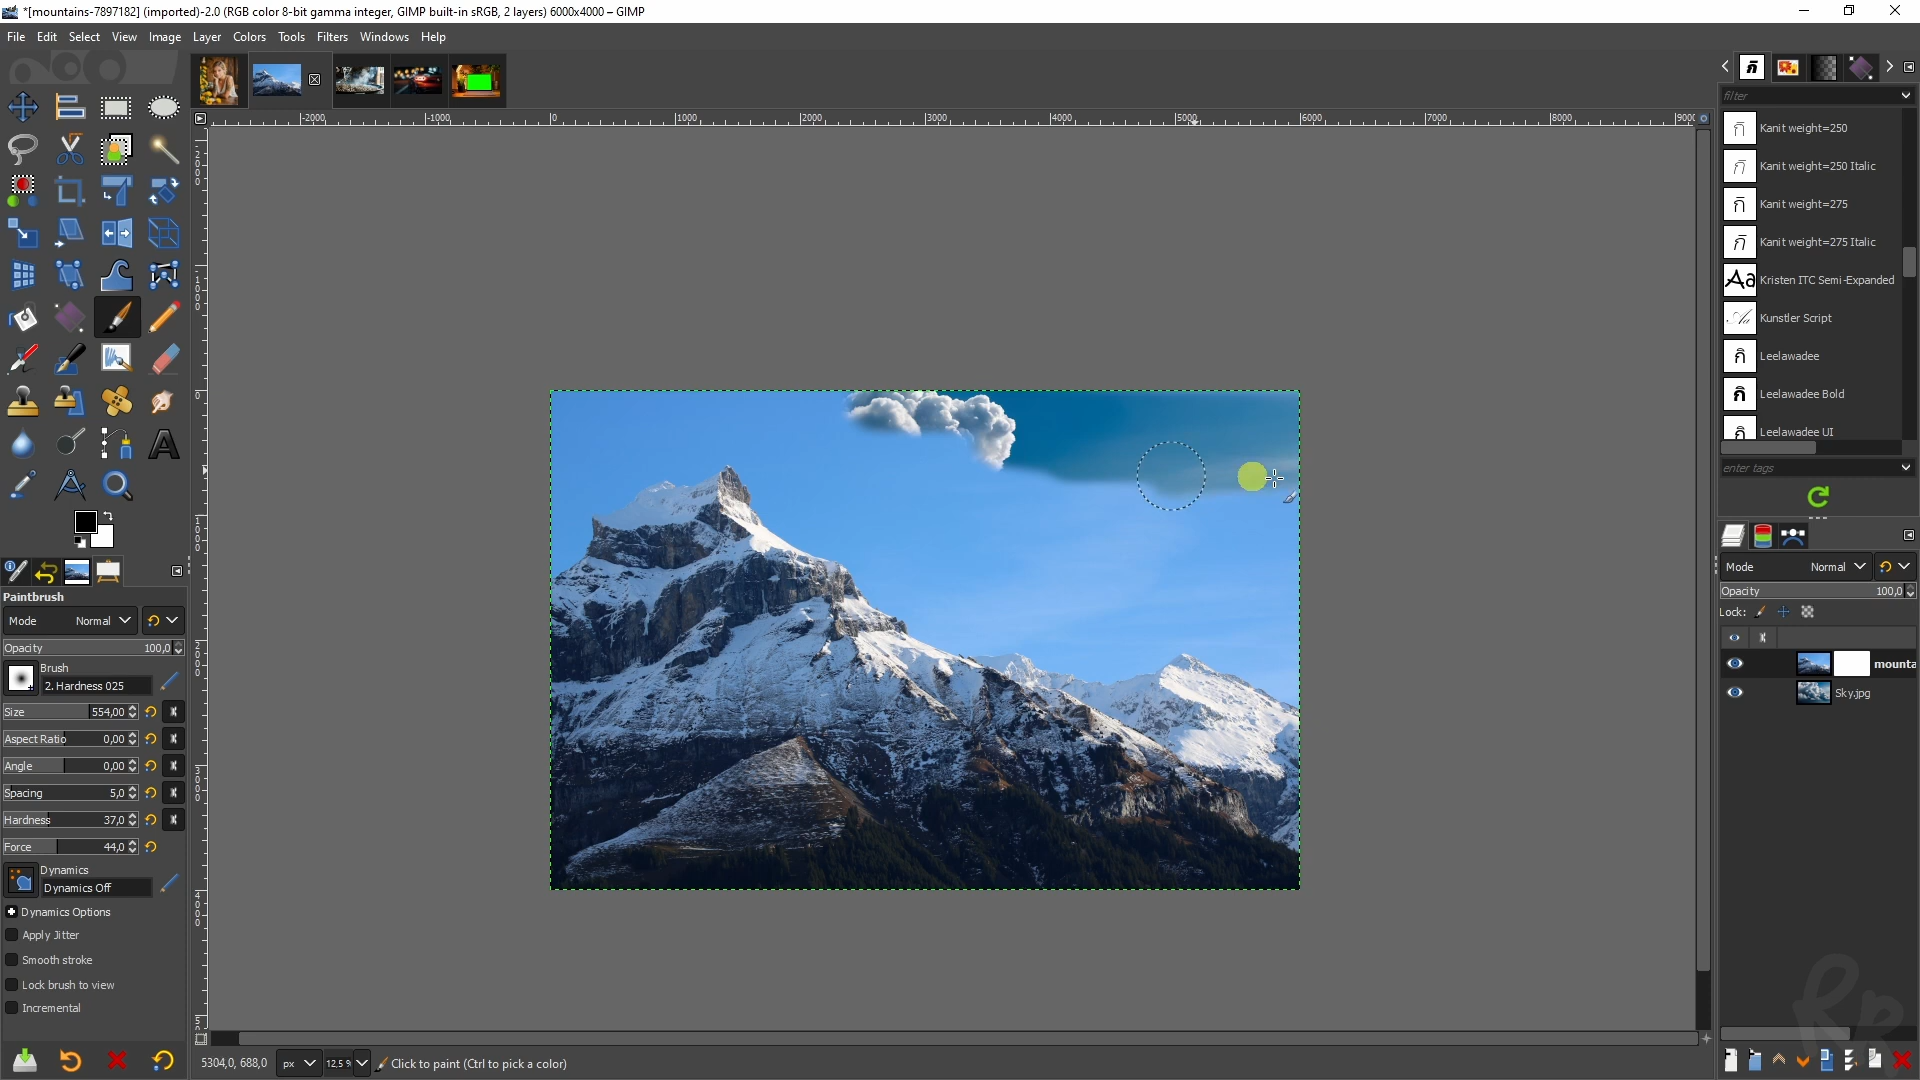 *[mountains-7897182] (imported)-2.0 (RGB color 8-bit gamma integer, GIMP built-in sRGB, 2 layers) 6000x4000 – GIMP
File Edit Select View Image Layer Colors Tools Filters Windows Help
filter
-2000 -1000 0 1000 2000 3000 4000 5000 6000 7000 8000 9000
Kanit weight=250
Kanit weight=250 Italic
Kanit weight=275
Kanit weight=275 Italic
Kristen ITC Semi-Expanded
Kunstler Script
Leelawadee
Leelawadee Bold
Leelawadee UI
enter tags
Mode Normal
Opacity 100,0
Lock:
mounta
Sky.jpg
Paintbrush
Mode Normal
Opacity 100,0
Brush
2. Hardness 025
Size 554,00
Aspect Ratio 0,00
Angle 0,00
Spacing 5,0
Hardness 37,0
Force 44,0
Dynamics
Dynamics Off
Dynamics Options
Apply Jitter
Smooth stroke
Lock brush to view
Incremental
5304,0, 688,0 px 12,5 % Click to paint (Ctrl to pick a color)